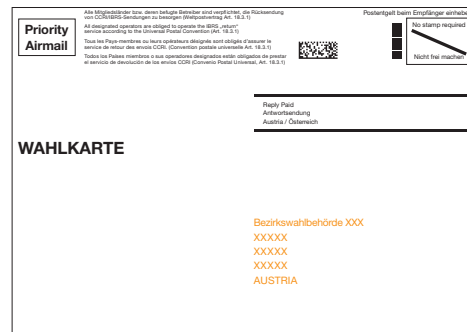 Priority
Airmail
Alle Mitgliedsländer bzw. deren befugte Betreiber sind verpflichtet, die Rücksendung
von CCRI/IBRS-Sendungen zu besorgen (Weltpostvertrag Art. 18.3.1)
All designated operators are obliged to operate the IBRS „return"
service according to the Universal Postal Convention (Art. 18.3.1)
Tous les Pays-membres ou leurs opérateurs désignés sont obligés d'assurer le
service de retour des envois CCRI. (Convention postale universelle Art. 18.3.1)
Todos los Países miembros o sus operadores designados están obligados de prestar
el servicio de devolución de los envíos CCRI (Convenio Postal Universal, Art. 18.3.1)
Postentgelt beim Empfänger einhebe
No stamp required
Nicht frei machen
Reply Paid
Antwortsendung
Austria / Österreich
WAHLKARTE
Bezirkswahlbehörde XXX
XXXXX
XXXXX
XXXXX
AUSTRIA